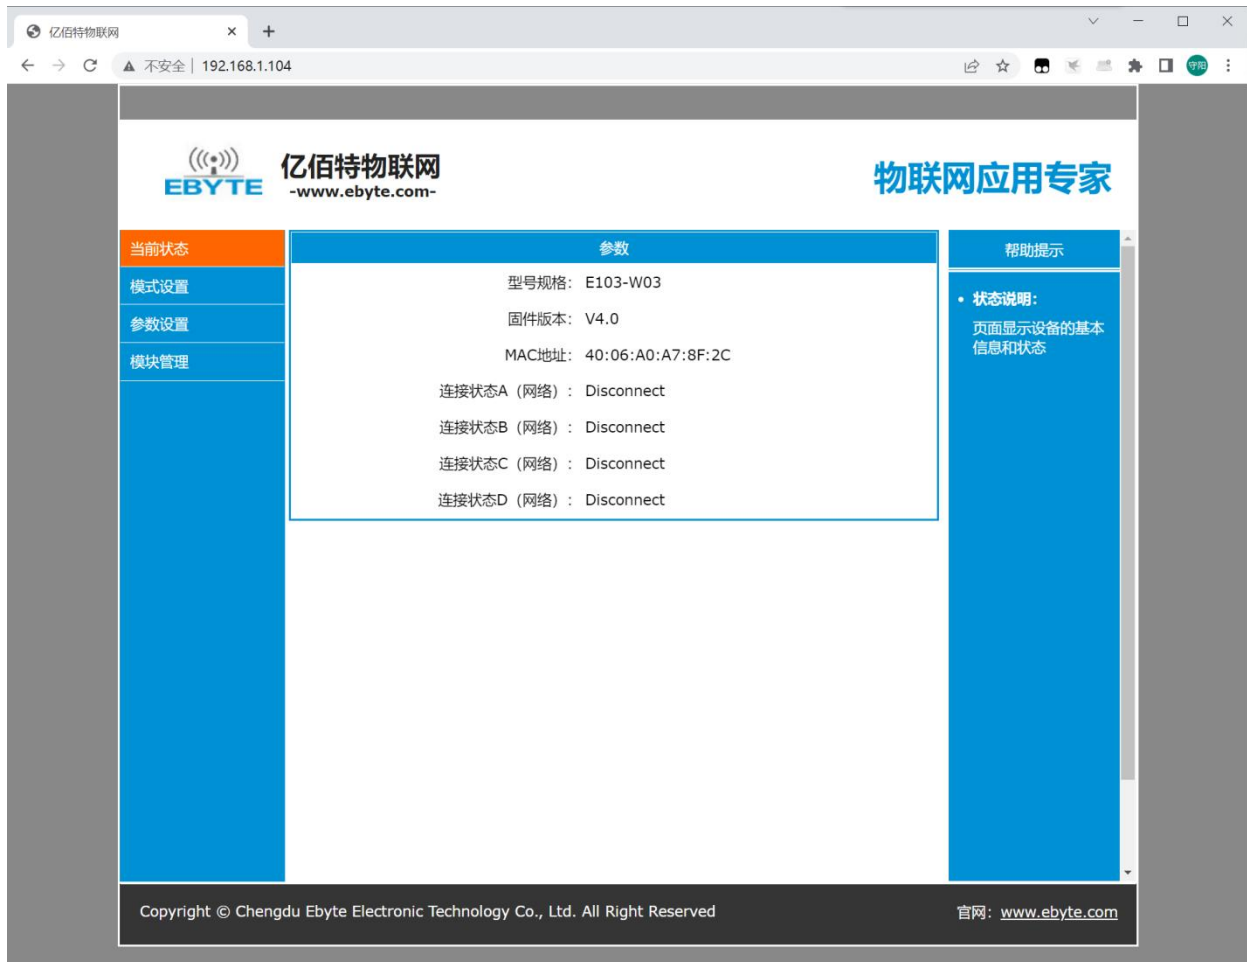 亿佰特物联网
不安全 | 192.168.1.104
守阳
EBYTE
亿佰特物联网
-www.ebyte.com-
物联网应用专家
当前状态
模式设置
参数设置
模块管理
参数
型号规格: E103-W03
固件版本: V4.0
MAC地址: 40:06:A0:A7:8F:2C
连接状态A（网络）: Disconnect
连接状态B（网络）: Disconnect
连接状态C（网络）: Disconnect
连接状态D（网络）: Disconnect
帮助提示
• 状态说明:
页面显示设备的基本
信息和状态
Copyright © Chengdu Ebyte Electronic Technology Co., Ltd. All Right Reserved
官网: www.ebyte.com